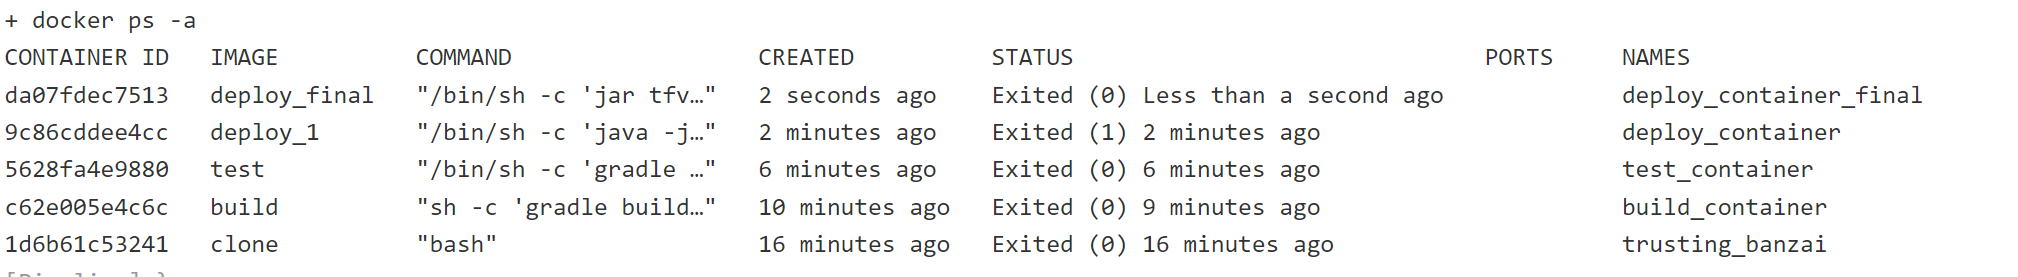 + docker ps -a
CONTAINER ID   IMAGE          COMMAND                  CREATED          STATUS                              PORTS     NAMES
da07fdec7513   deploy_final   "/bin/sh -c 'jar tfv…"   2 seconds ago    Exited (0) Less than a second ago             deploy_container_final
9c86cddee4cc   deploy_1       "/bin/sh -c 'java -j…"   2 minutes ago    Exited (1) 2 minutes ago                      deploy_container
5628fa4e9880   test           "/bin/sh -c 'gradle …"   6 minutes ago    Exited (0) 6 minutes ago                      test_container
c62e005e4c6c   build          "sh -c 'gradle build…"   10 minutes ago   Exited (0) 9 minutes ago                      build_container
1d6b61c53241   clone          "bash"                   16 minutes ago   Exited (0) 16 minutes ago                     trusting_banzai